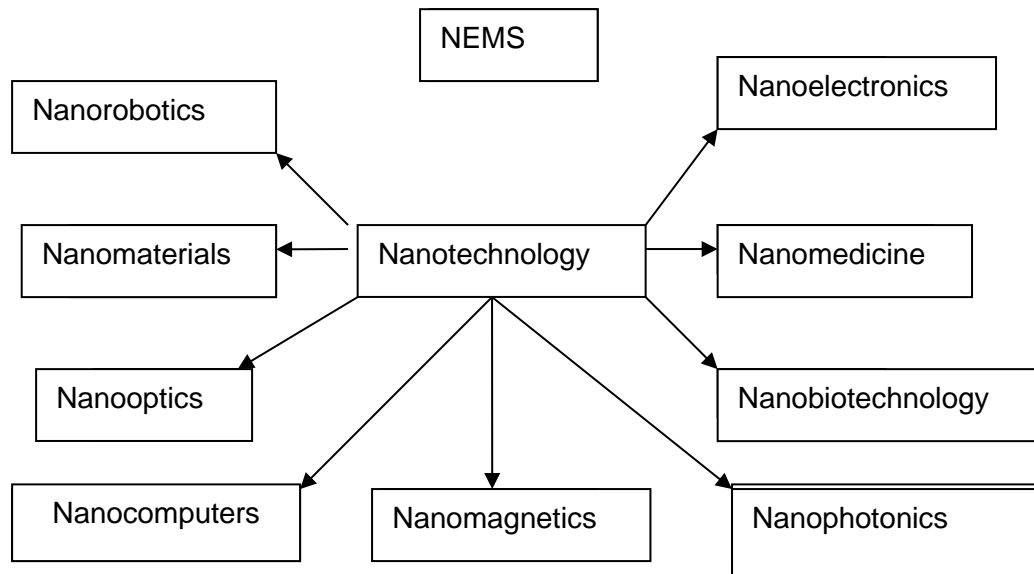 NEMS
Nanoelectronics
Nanorobotics
Nanomaterials
Nanotechnology
Nanomedicine
Nanooptics
Nanobiotechnology
Nanocomputers
Nanomagnetics
Nanophotonics